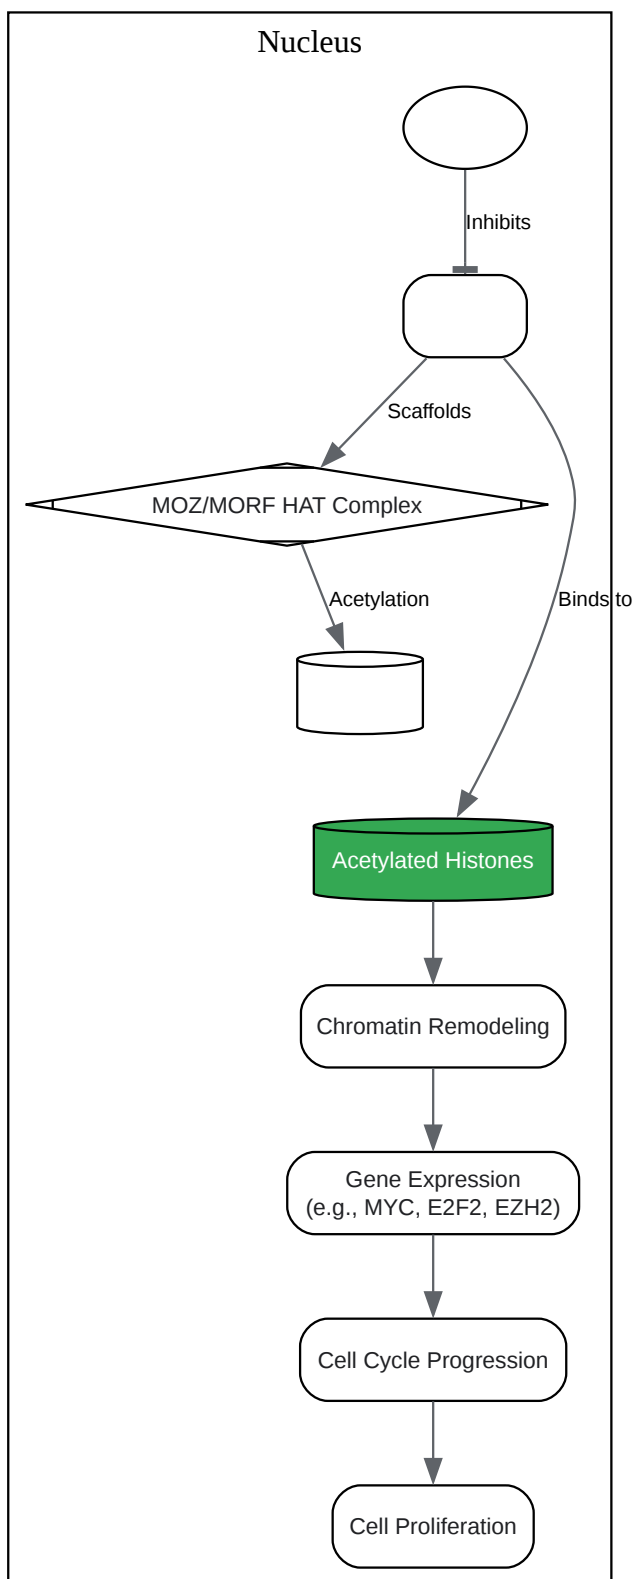 Nucleus
Inhibits
Scaffolds
MOZ/MORF HAT Complex
Acetylation
Binds to
Acetylated Histones
Chromatin Remodeling
Gene Expression
(e.g., MYC, E2F2, EZH2)
Cell Cycle Progression
Cell Proliferation